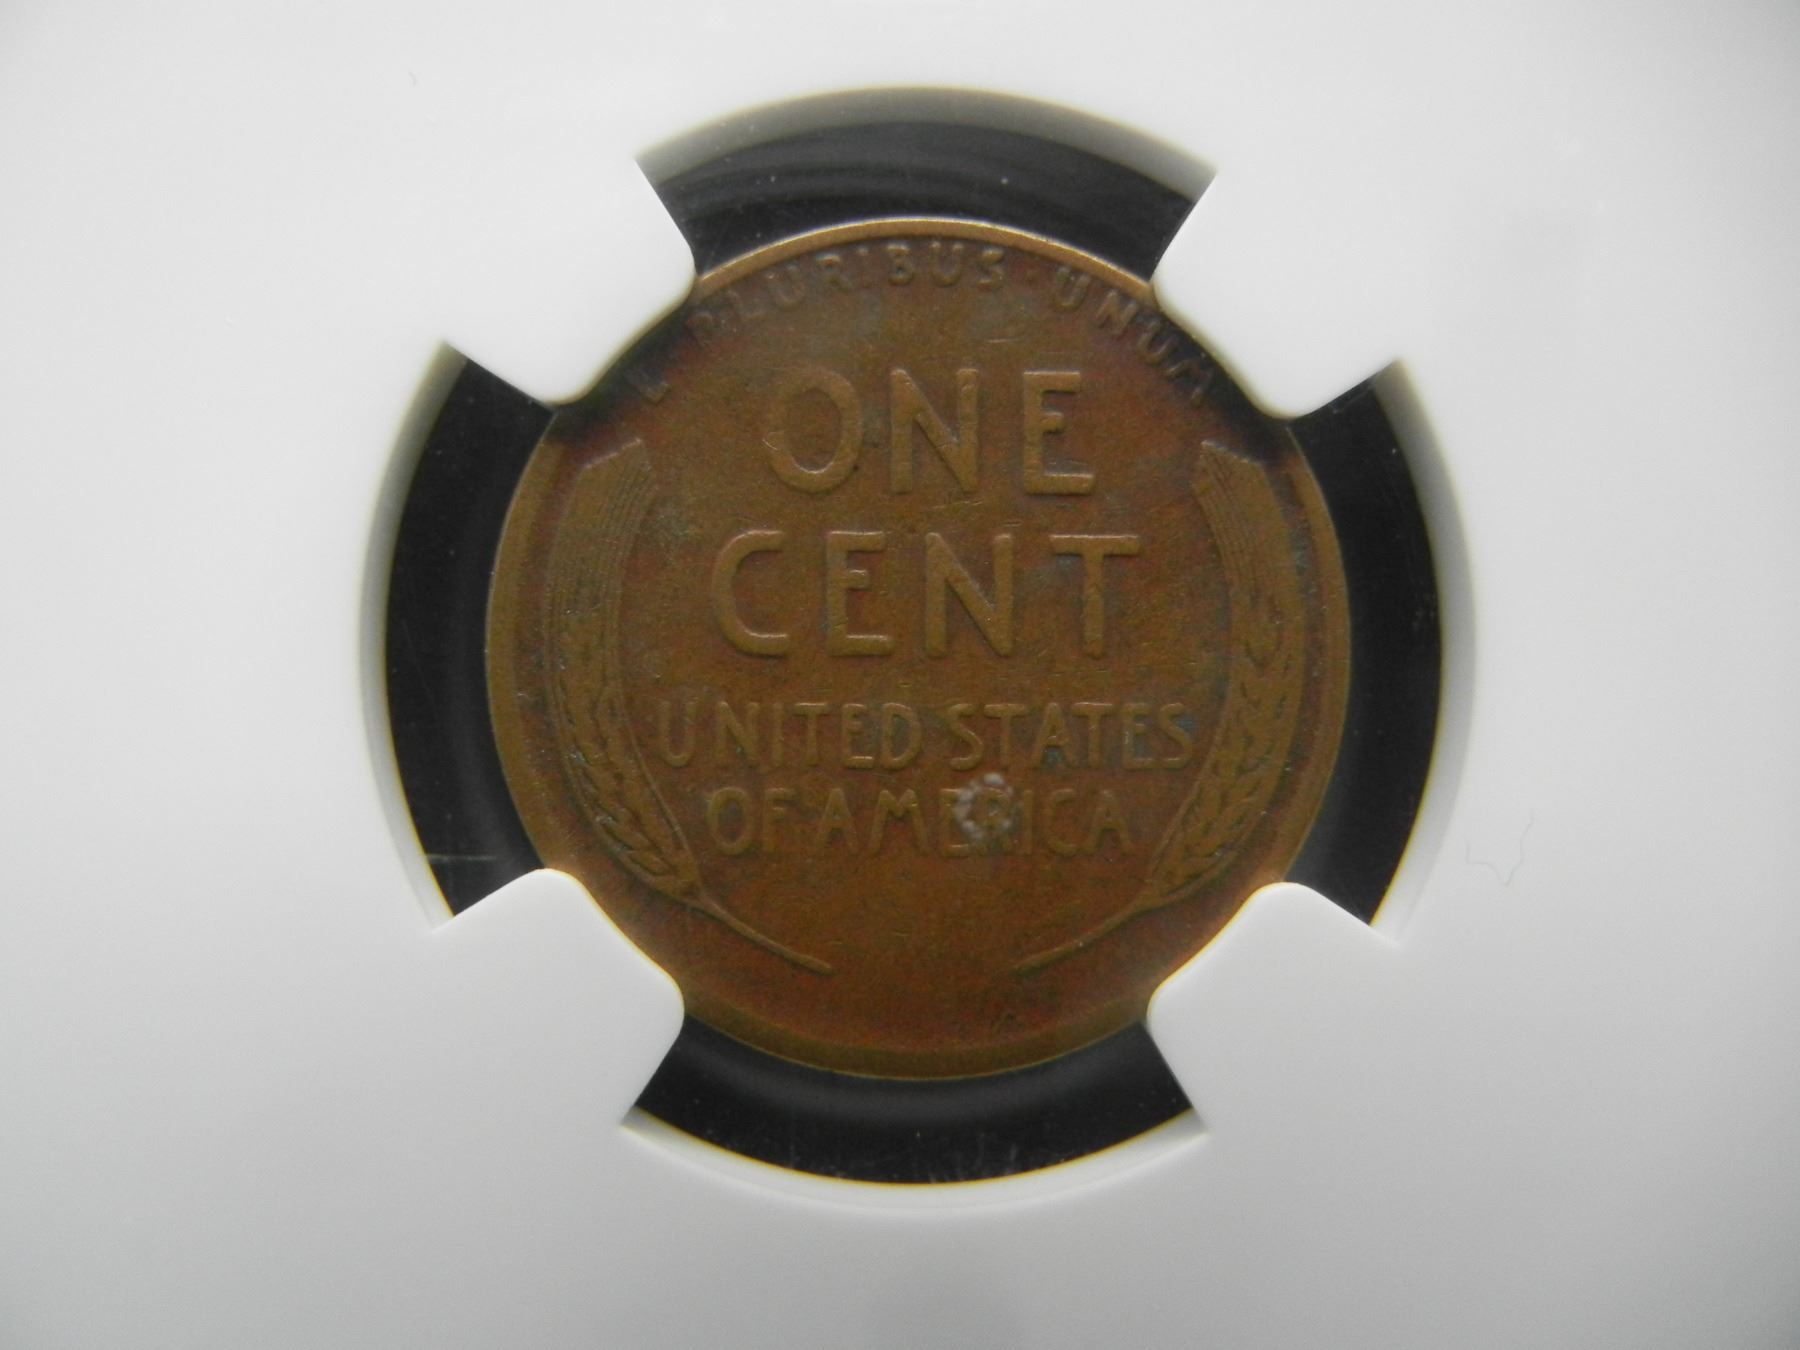 E PLURIBUS · UNUM
ONE
CENT
UNITED STATES
OF AMERICA